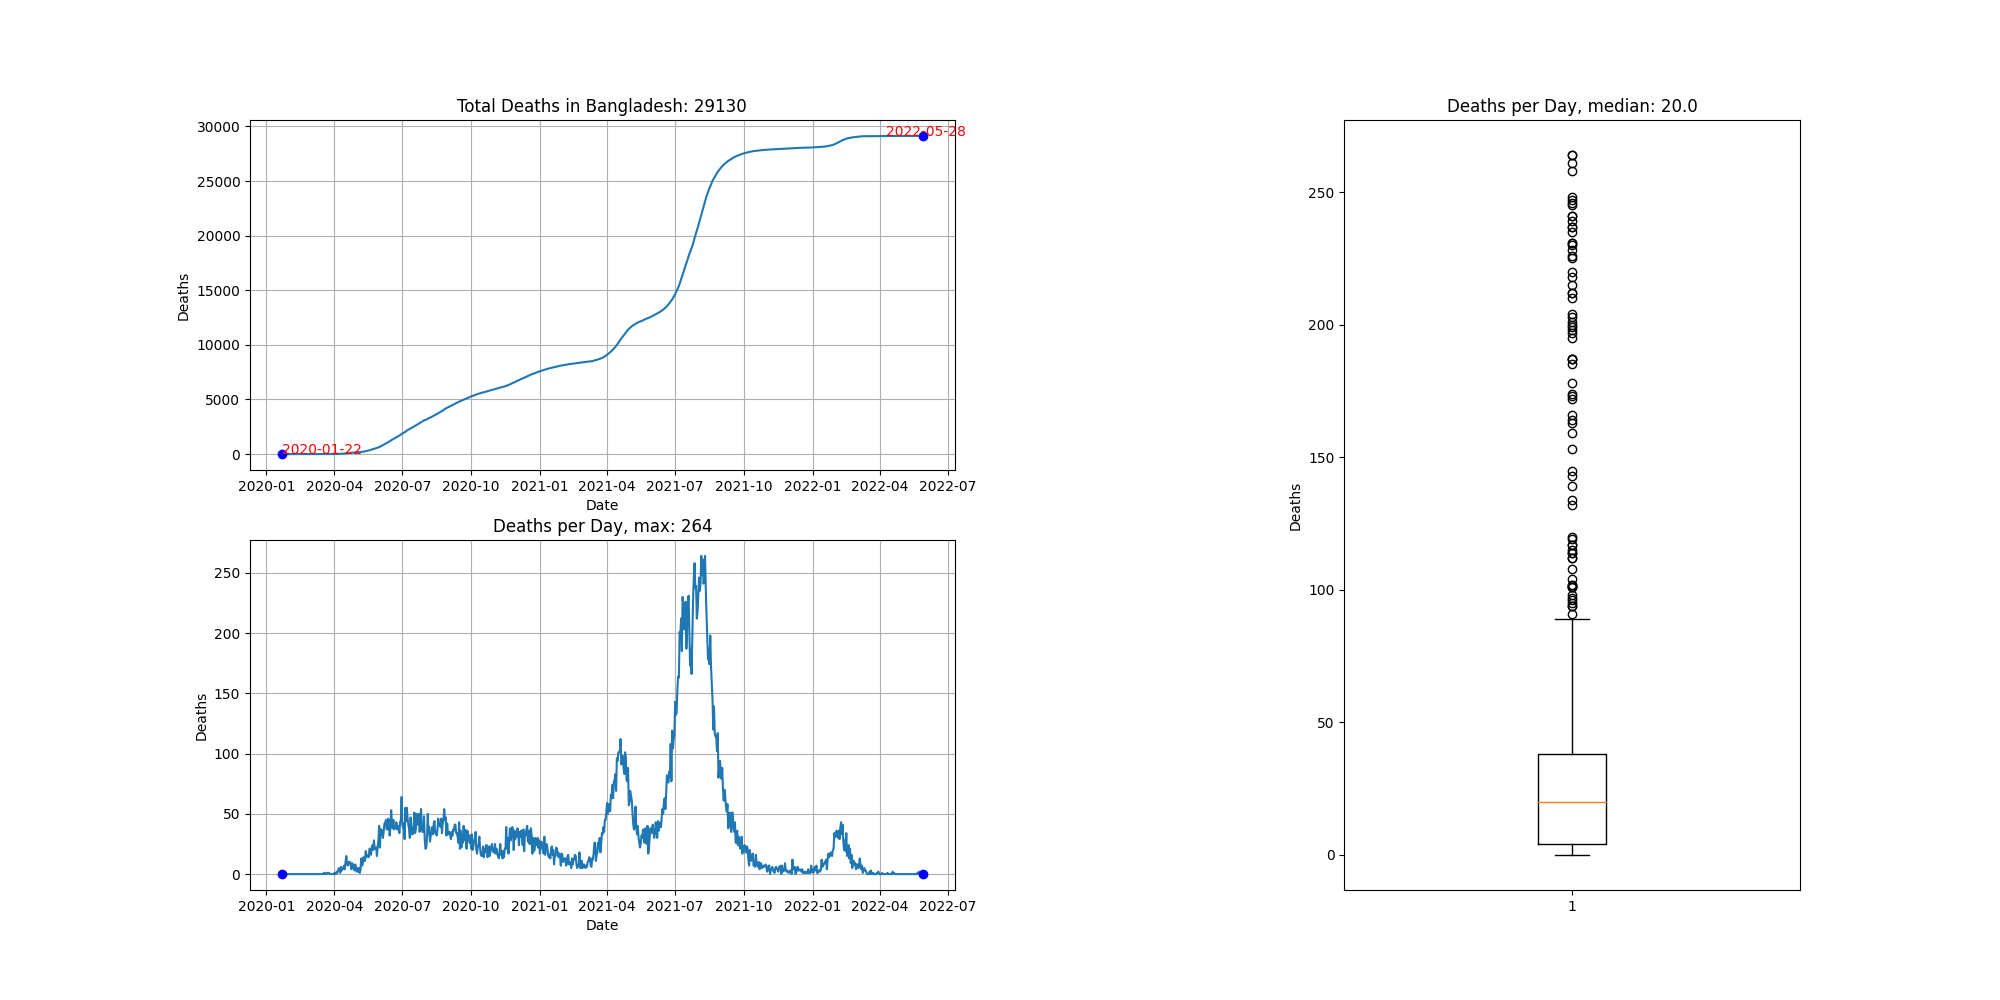 Total Deaths in Bangladesh: 29130
30000
25000
20000
15000
10000
5000
0
Deaths
2022-05-28
2020-01-22
2020-01 2020-04 2020-07 2020-10 2021-01 2021-04 2021-07 2021-10 2022-01 2022-04 2022-07
Date
Deaths per Day, max: 264
250
200
150
100
50
0
Deaths
2020-01 2020-04 2020-07 2020-10 2021-01 2021-04 2021-07 2021-10 2022-01 2022-04 2022-07
Date
Deaths per Day, median: 20.0
250
200
150
100
50
0
Deaths
1